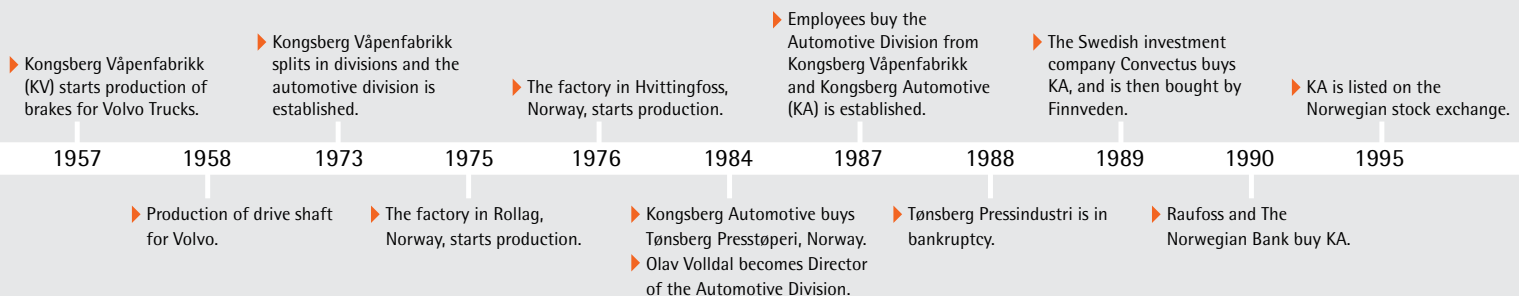 Kongsberg Våpenfabrikk
(KV) starts production of
brakes for Volvo Trucks.
Kongsberg Våpenfabrikk
splits in divisions and the
automotive division is
established.
The factory in Hvittingfoss,
Norway, starts production.
Employees buy the
Automotive Division from
Kongsberg Våpenfabrikk
and Kongsberg Automotive
(KA) is established.
The Swedish investment
company Convectus buys
KA, and is then bought by
Finnveden.
KA is listed on the
Norwegian stock exchange.
1957 1958 1973 1975 1976 1984 1987 1988 1989 1990 1995
Production of drive shaft
for Volvo.
The factory in Rollag,
Norway, starts production.
Kongsberg Automotive buys
Tønsberg Presstøperi, Norway.
Olav Volldal becomes Director
of the Automotive Division.
Tønsberg Pressindustri is in
bankruptcy.
Raufoss and The
Norwegian Bank buy KA.